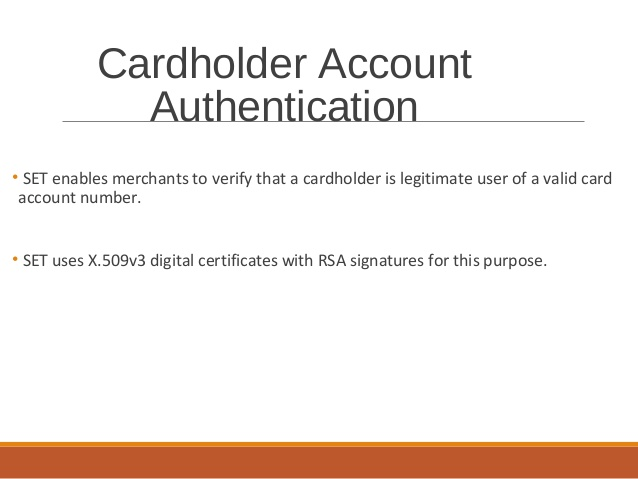 Cardholder Account
Authentication
• SET enables merchants to verify that a cardholder is legitimate user of a valid card
account number.
• SET uses X.509v3 digital certificates with RSA signatures for this purpose.